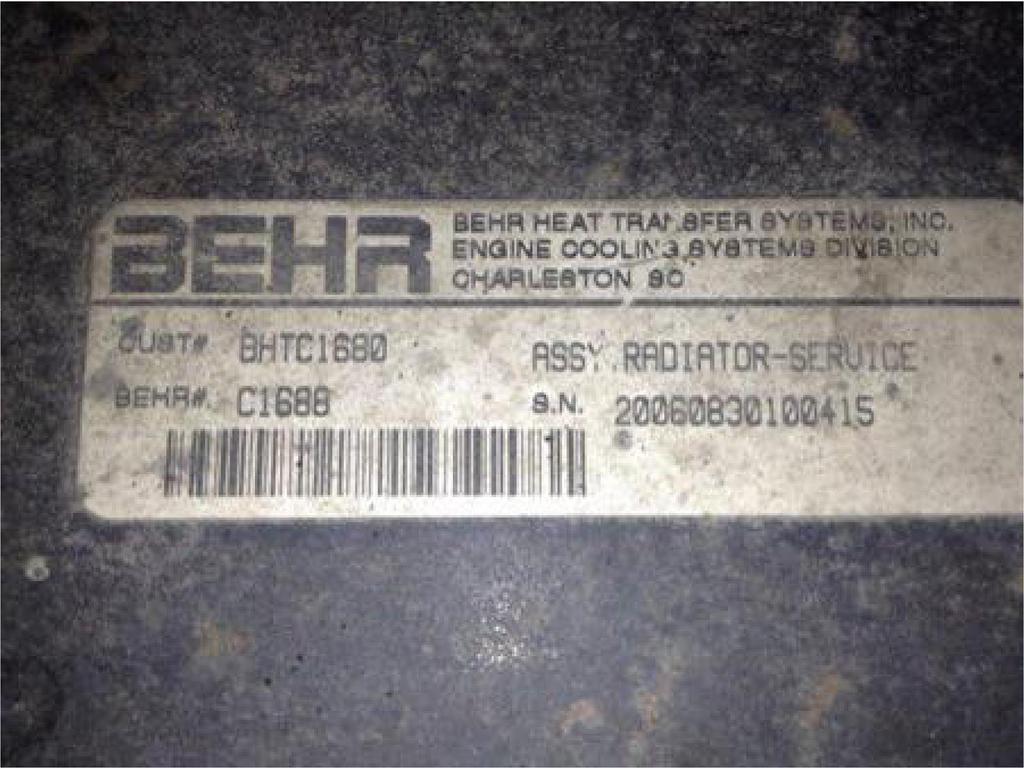 BEHR
BEHR HEAT TRANSFER SYSTEMS, INC.
ENGINE COOLING SYSTEMS DIVISION
CHARLESTON SC
CUST# BHTC1680 ASSY.RADIATOR-SERVICE
BEHR#. C1688 S.N. 20060830100415